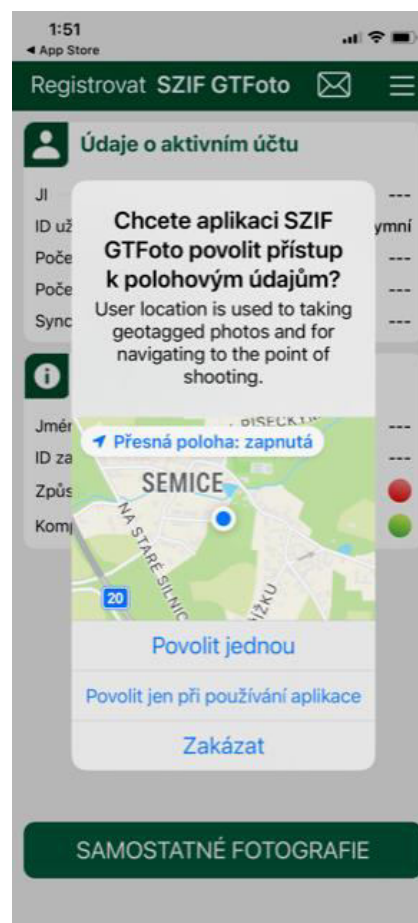 1:51
◀ App Store
Registrovat SZIF GTFoto
Údaje o aktivním účtu
JI ---
ID už ymní
Poče ---
Poče ---
Sync ---
Chcete aplikaci SZIF
GTFoto povolit přístup
k polohovým údajům?
User location is used to taking
geotagged photos and for
navigating to the point of
shooting.
Jmén ---
ID za ---
Způs
Komp
Přesná poloha: zapnutá
SEMICE
NA STARÉ SILNIC
20
Povolit jednou
Povolit jen při používání aplikace
Zakázat
SAMOSTATNÉ FOTOGRAFIE